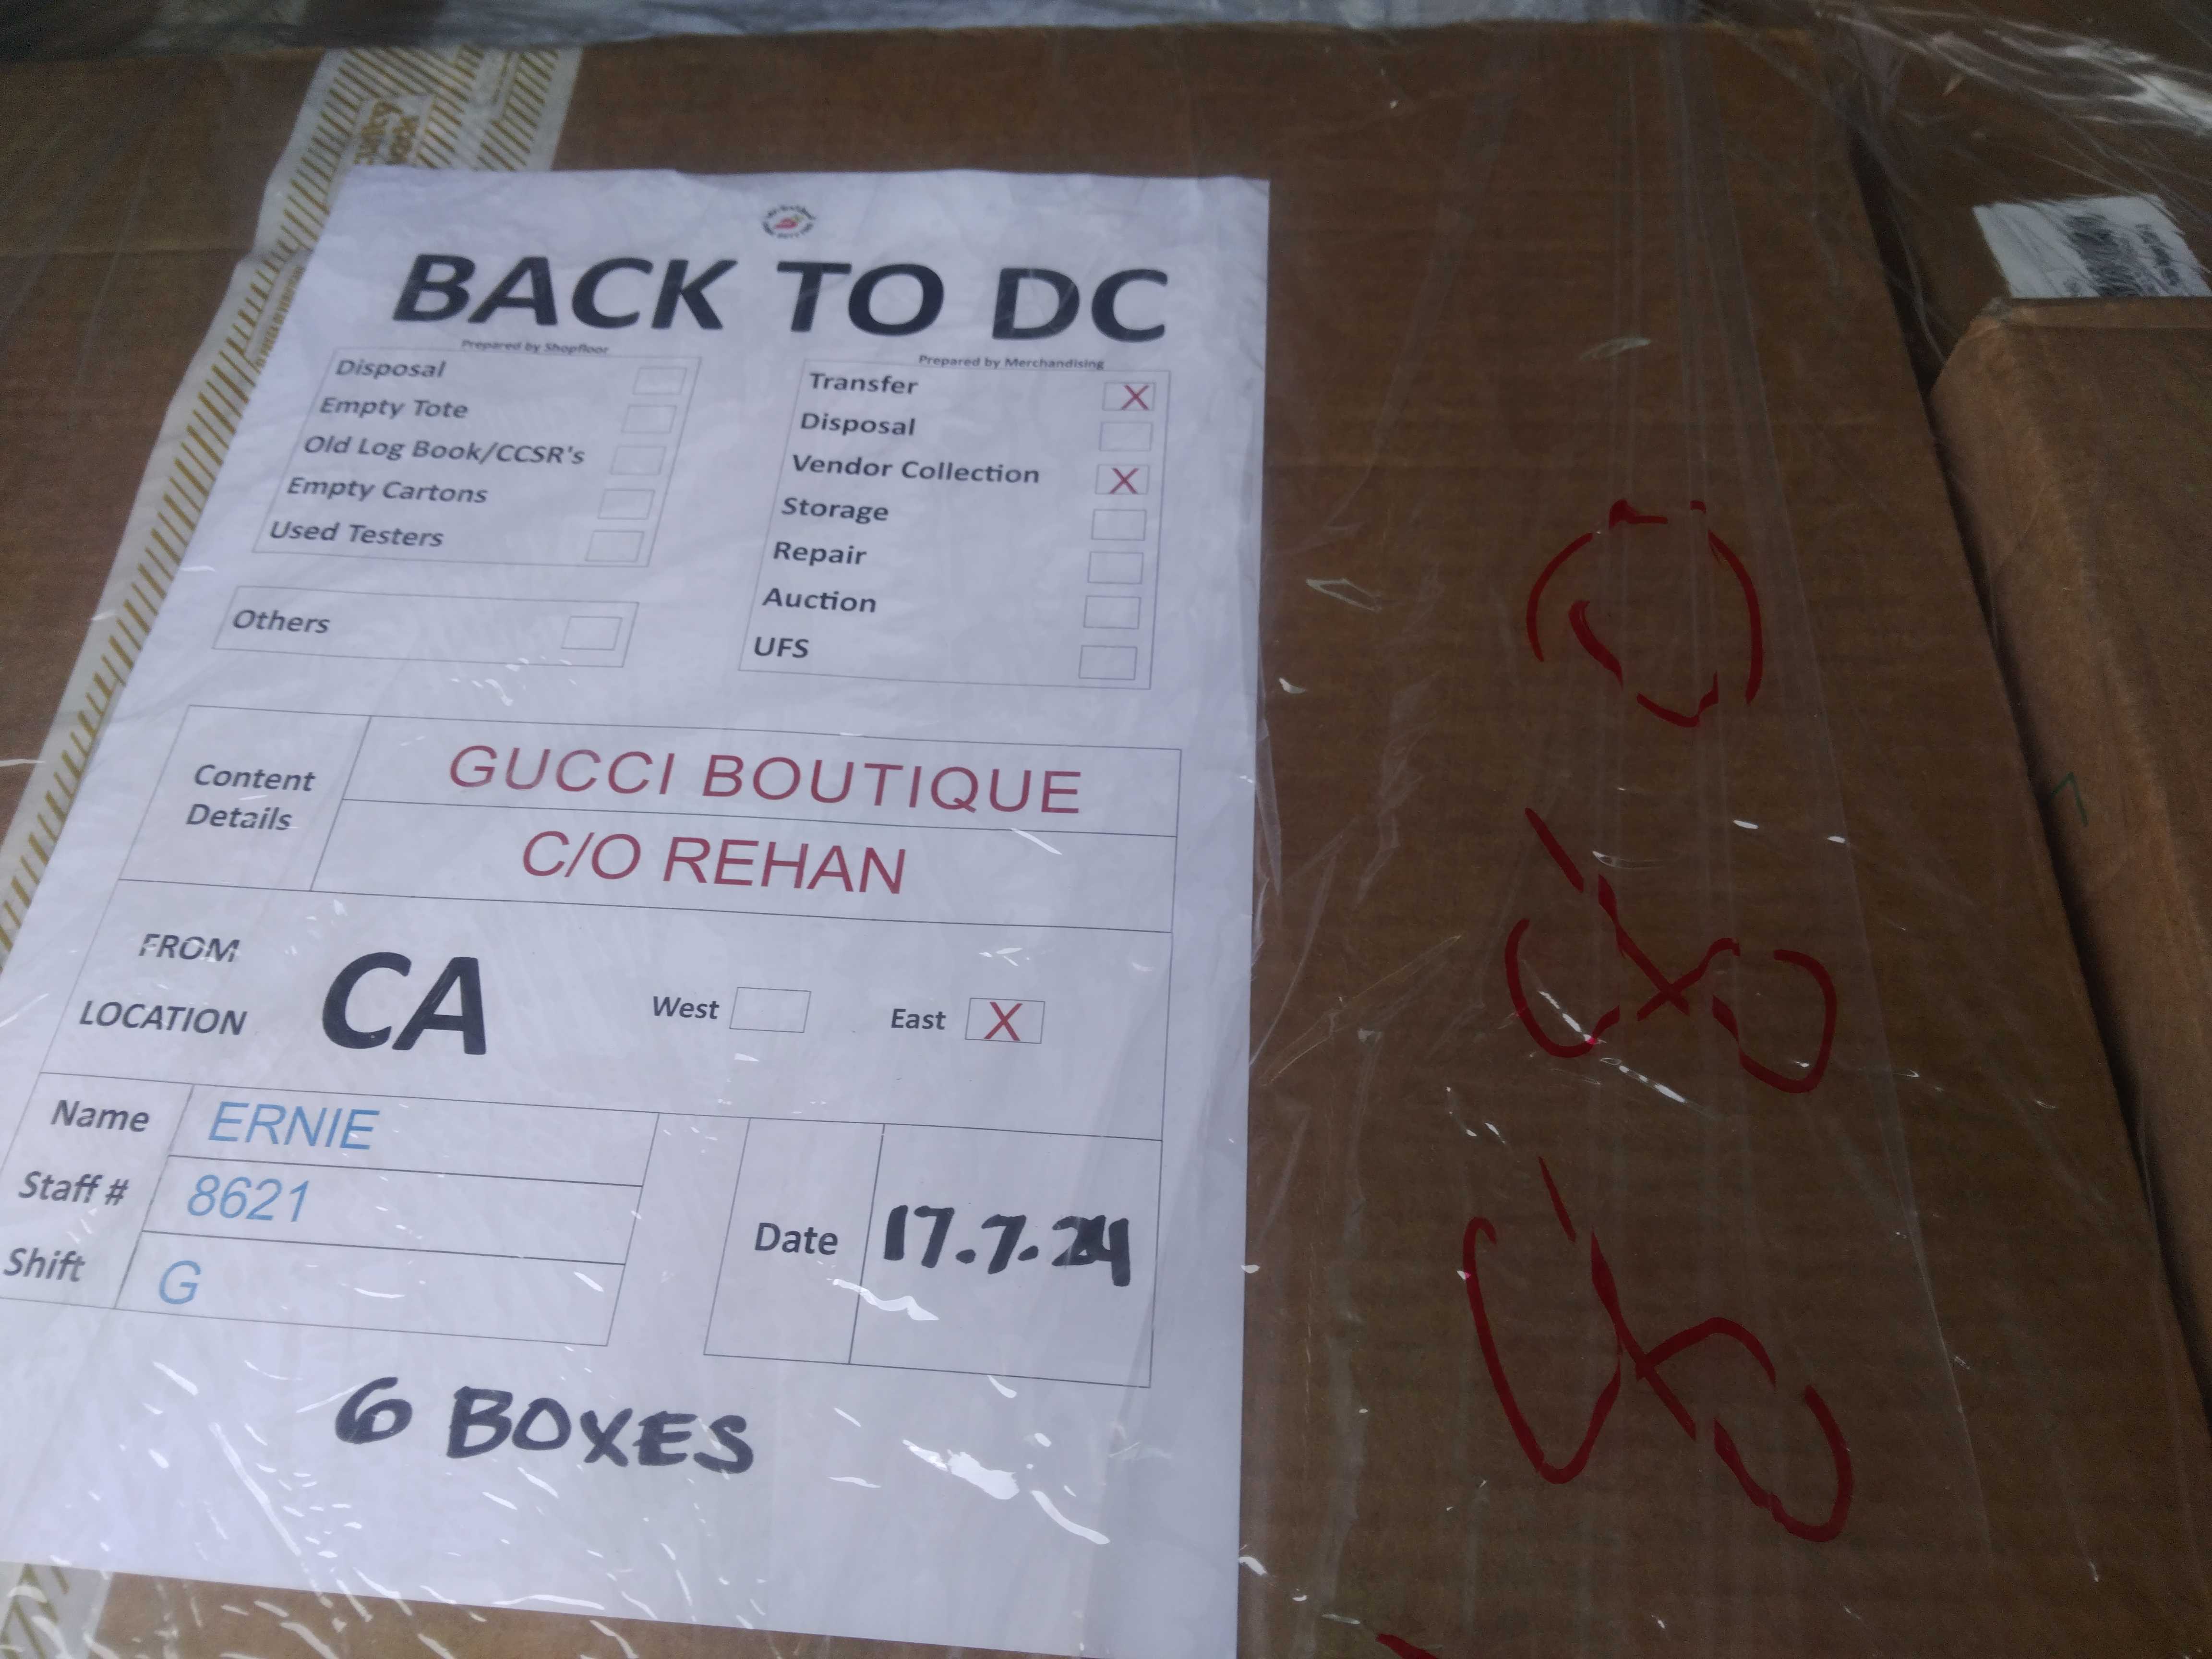 BACK TO DC
Prepared by Shopfloor
Disposal
Empty Tote
Old Log Book/CCSR's
Empty Cartons
Used Testers
Others
Prepared by Merchandising
Transfer X
Disposal
Vendor Collection X
Storage
Repair
Auction
UFS
Content
Details
GUCCI BOUTIQUE
C/O REHAN
FROM
LOCATION
CA
West
East X
Name ERNIE
Staff # 8621
Shift G
Date 17.7.24
6 BOXES